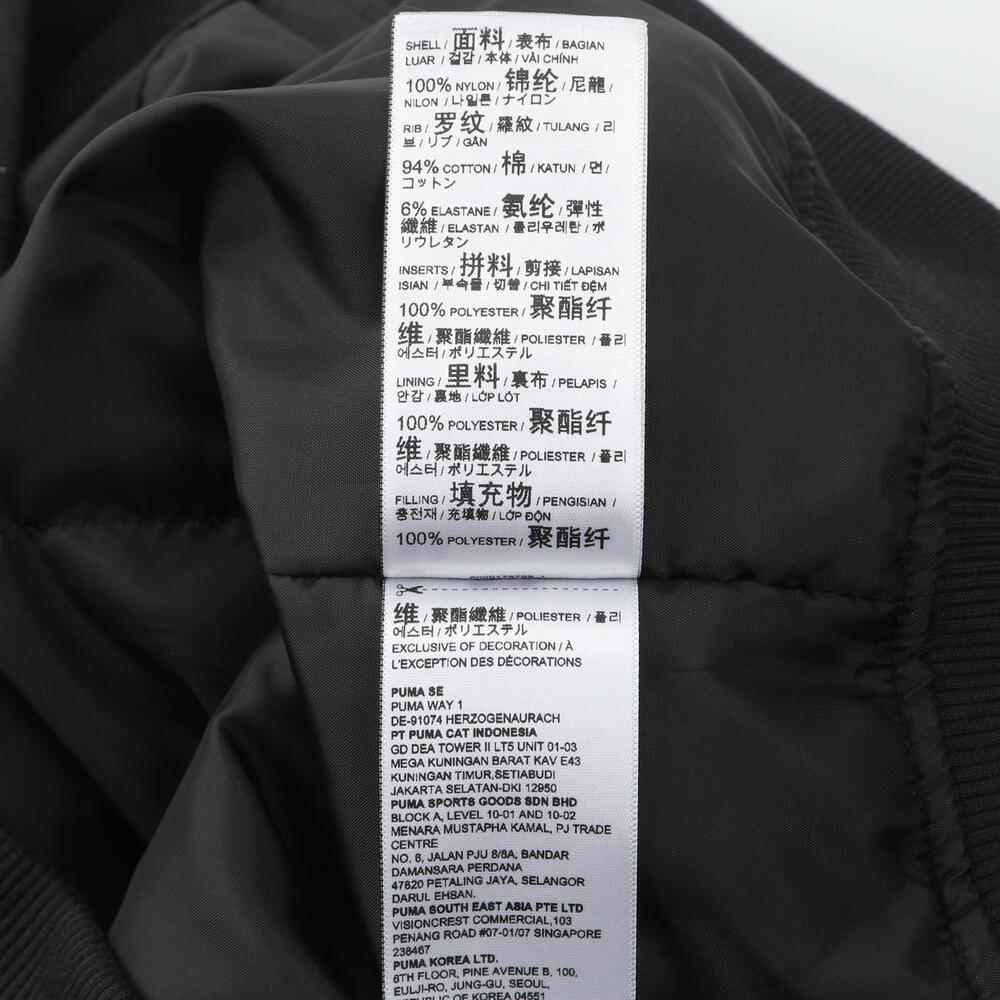 SHELL / 面料 / 表布 / BAGIAN
LUAR / 겉감 / 本体 / VẢI CHÍNH
100% NYLON / 锦纶 / 尼龍 /
NILON / 나일론 / ナイロン
RIB / 罗纹 / 羅紋 / TULANG / 리
브 / リブ / GÂN
94% COTTON / 棉 / KATUN / 면 /
コットン
6% ELASTANE / 氨纶 / 彈性
纖維 / ELASTAN / 폴리우레탄 / ポ
リウレタン
INSERTS / 拼料 / 剪接 / LAPISAN
ISIAN / 부속물 / 切替 / CHI TIẾT ĐỆM
100% POLYESTER / 聚酯纤
维 / 聚酯纖維 / POLIESTER / 폴리
에스터 / ポリエステル
LINING / 里料 / 裏布 / PELAPIS /
안감 / 裏地 / LỚP LÓT
100% POLYESTER / 聚酯纤
维 / 聚酯纖維 / POLIESTER / 폴리
에스터 / ポリエステル
FILLING / 填充物 / PENGISIAN /
충전재 / 充填物 / LỚP ĐỘN
100% POLYESTER / 聚酯纤
维 / 聚酯纖維 / POLIESTER / 폴리
에스터 / ポリエステル
EXCLUSIVE OF DECORATION / À
L'EXCEPTION DES DÉCORATIONS
PUMA SE
PUMA WAY 1
DE-91074 HERZOGENAURACH
PT PUMA CAT INDONESIA
GD DEA TOWER II LT5 UNIT 01-03
MEGA KUNINGAN BARAT KAV E43
KUNINGAN TIMUR,SETIABUDI
JAKARTA SELATAN-DKI 12950
PUMA SPORTS GOODS SDN BHD
BLOCK A, LEVEL 10-01 AND 10-02
MENARA MUSTAPHA KAMAL, PJ TRADE
CENTRE
NO. 8, JALAN PJU 8/8A, BANDAR
DAMANSARA PERDANA
47820 PETALING JAYA, SELANGOR
DARUL EHSAN.
PUMA SOUTH EAST ASIA PTE LTD
VISIONCREST COMMERCIAL,103
PENANG ROAD #07-01/07 SINGAPORE
238467
PUMA KOREA LTD.
6TH FLOOR, PINE AVENUE B, 100,
EULJI-RO, JUNG-GU, SEOUL,
REPUBLIC OF KOREA 04551